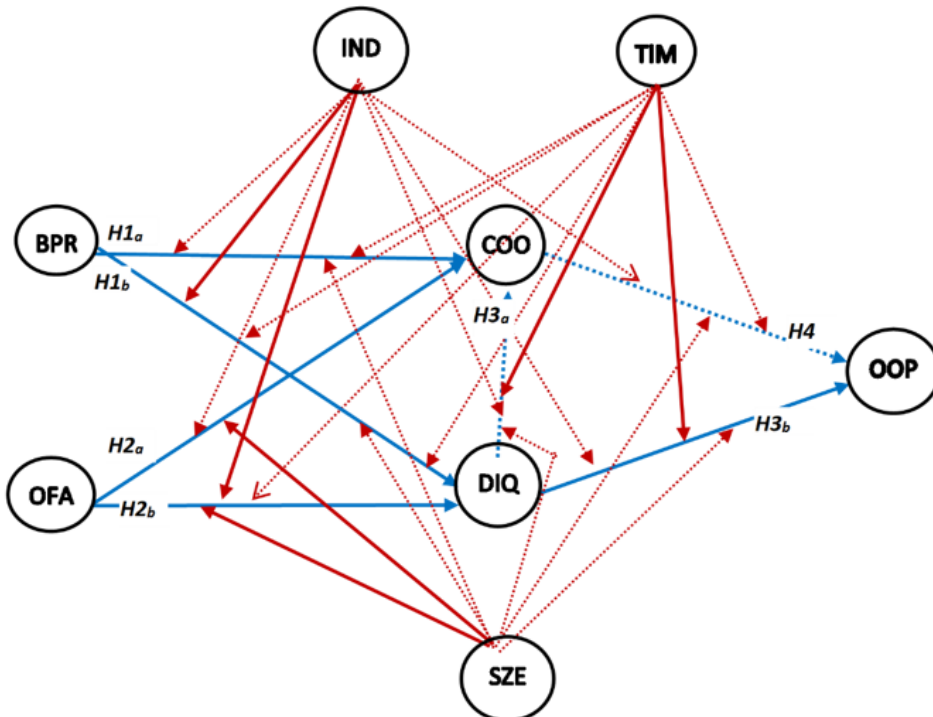 IND
TIM
BPR
H1a
COO
H1b
H3a
H4
OOP
H2a
H3b
OFA
H2b
DIQ
SZE